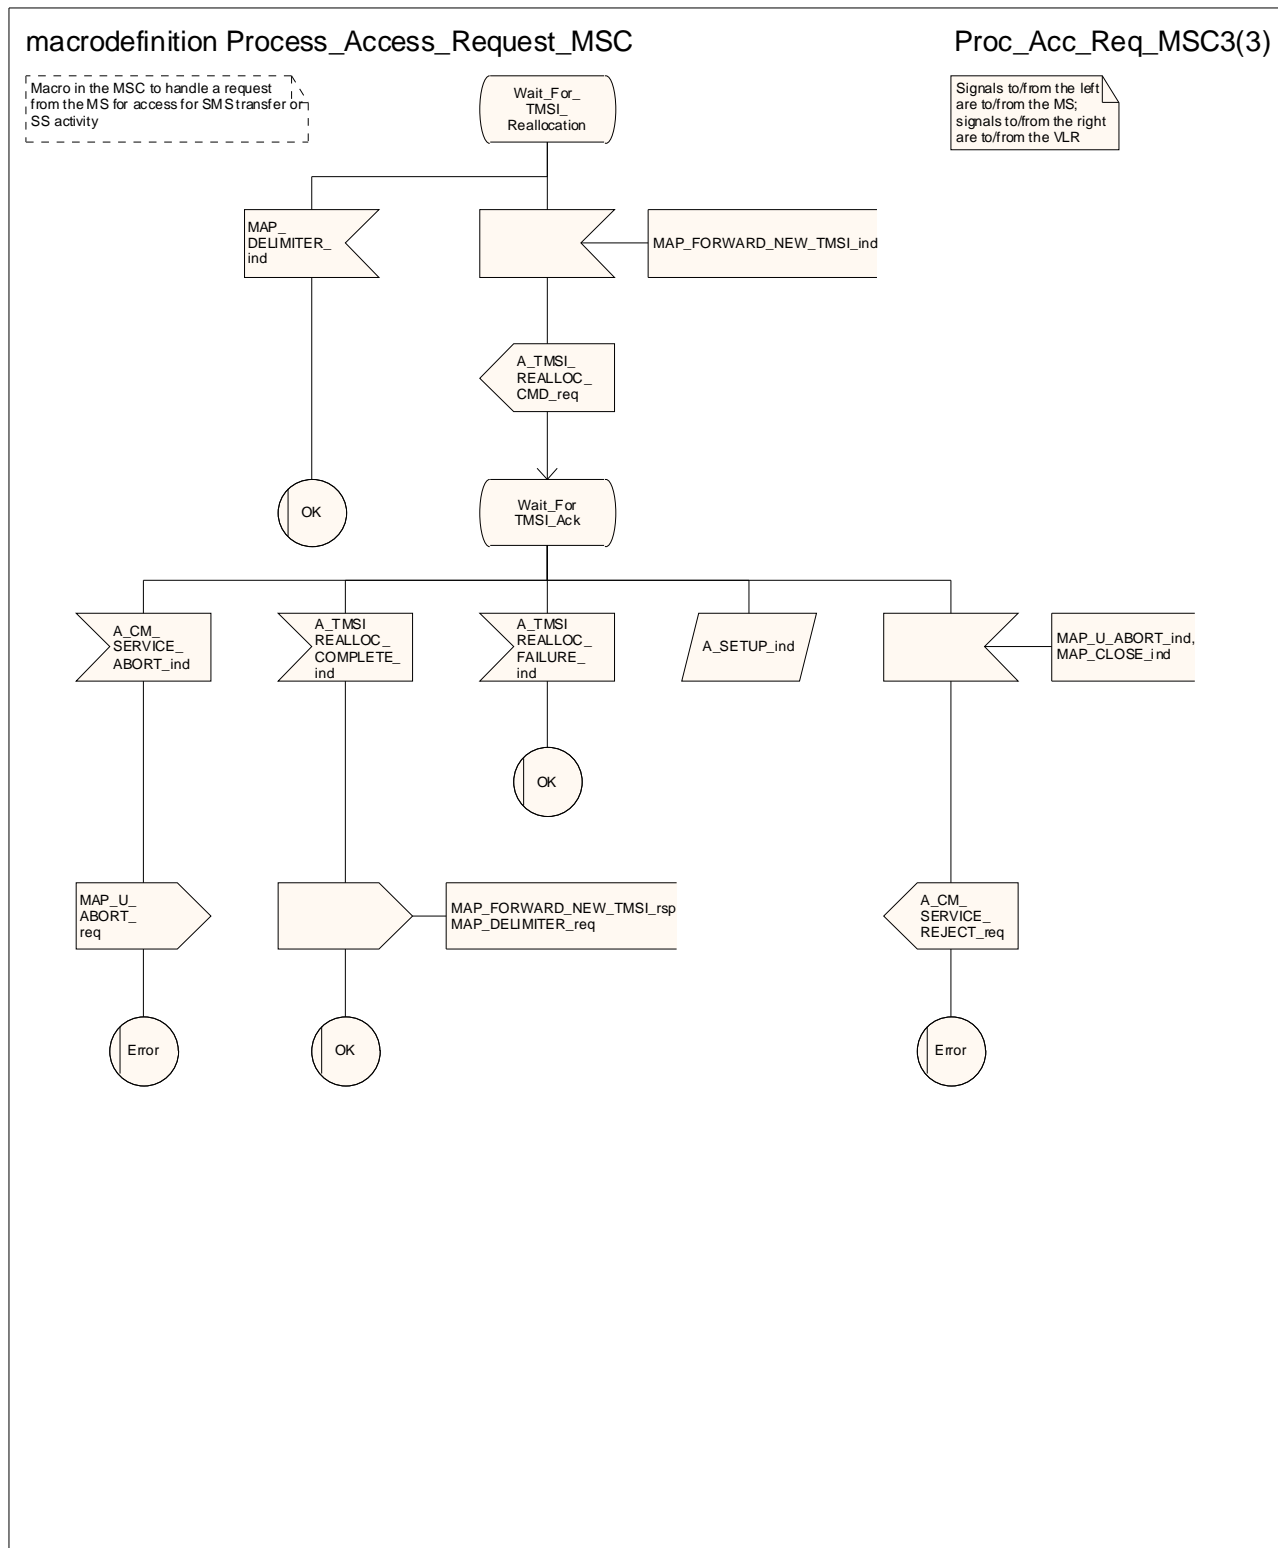 macrodefinition Process_Access_Request_MSC
Proc_Acc_Req_MSC3(3)
Macro in the MSC to handle a request
from the MS for access for SMS transfer or
SS activity
Wait_For_
TMSI_
Reallocation
Signals to/from the left
are to/from the MS;
signals to/from the right
are to/from the VLR
MAP_
DELIMITER_
ind
MAP_FORWARD_NEW_TMSI_ind
A_TMSI_
REALLOC_
CMD_req
OK
Wait_For
TMSI_Ack
A_CM_
SERVICE_
ABORT_ind
A_TMSI
REALLOC_
COMPLETE_
ind
A_TMSI
REALLOC_
FAILURE_
ind
A_SETUP_ind
MAP_U_ABORT_ind,
MAP_CLOSE_ind
OK
MAP_U_
ABORT_
req
MAP_FORWARD_NEW_TMSI_rsp
MAP_DELIMITER_req
A_CM_
SERVICE_
REJECT_req
Error
OK
Error